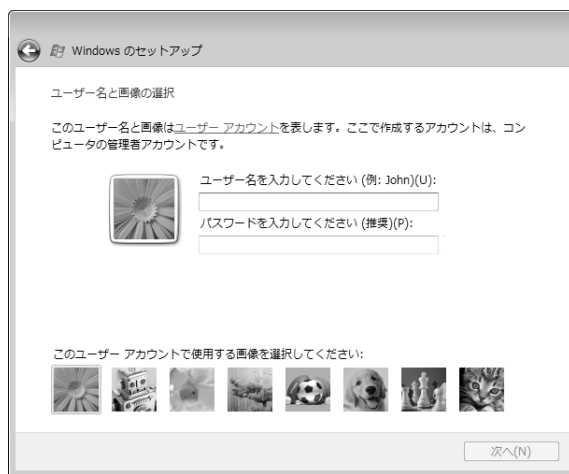 Windows のセットアップ
ユーザー名と画像の選択
このユーザー名と画像はユーザー アカウントを表します。ここで作成するアカウントは、コン
ピュータの管理者アカウントです。
ユーザー名を入力してください (例: John)(U):
パスワードを入力してください (推奨)(P):
このユーザー アカウントで使用する画像を選択してください:
次へ(N)